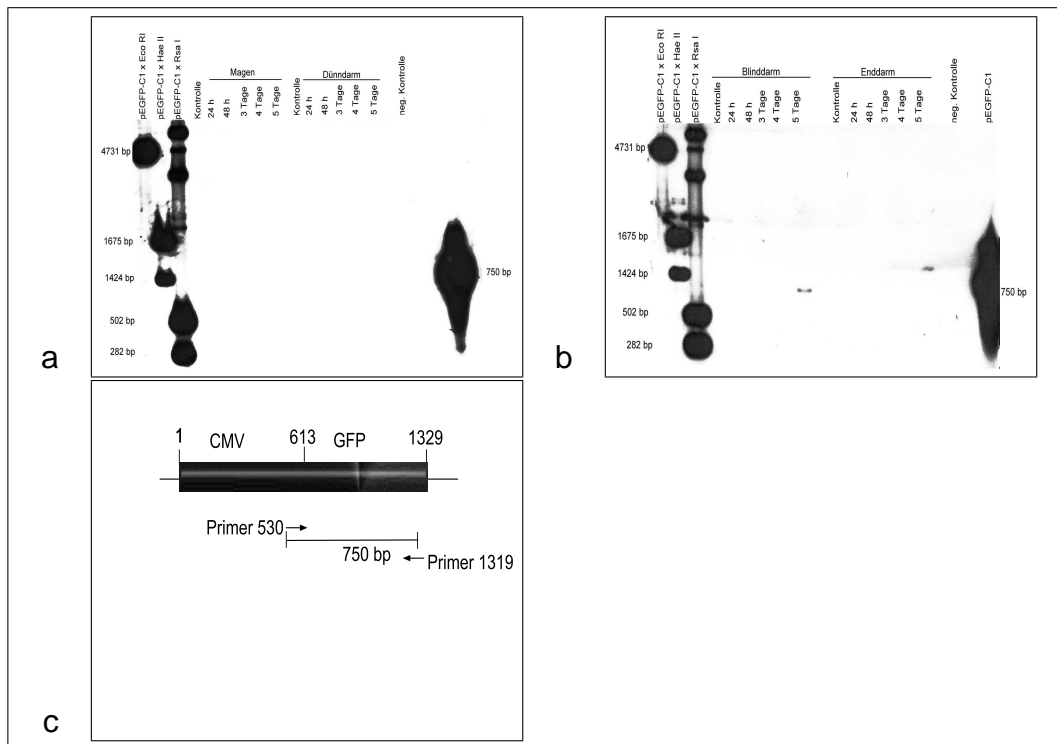 pEGFP-C1 x Eco RI
pEGFP-C1 x Hae II
pEGFP-C1 x Rsa I
Kontrolle
Magen
24 h
48 h
3 Tage
4 Tage
5 Tage
Kontrolle
Dünndarm
24 h
48 h
3 Tage
4 Tage
5 Tage
neg. Kontrolle
4731 bp
1675 bp
1424 bp
502 bp
282 bp
750 bp
a
pEGFP-C1 x Eco RI
pEGFP-C1 x Hae II
pEGFP-C1 x Rsa I
Blinddarm
Kontrolle
24 h
48 h
3 Tage
4 Tage
5 Tage
Enddarm
Kontrolle
24 h
48 h
3 Tage
4 Tage
5 Tage
neg. Kontrolle
pEGFP-C1
4731 bp
1675 bp
1424 bp
502 bp
282 bp
750 bp
b
1 CMV 613 GFP 1329
Primer 530
750 bp
Primer 1319
c